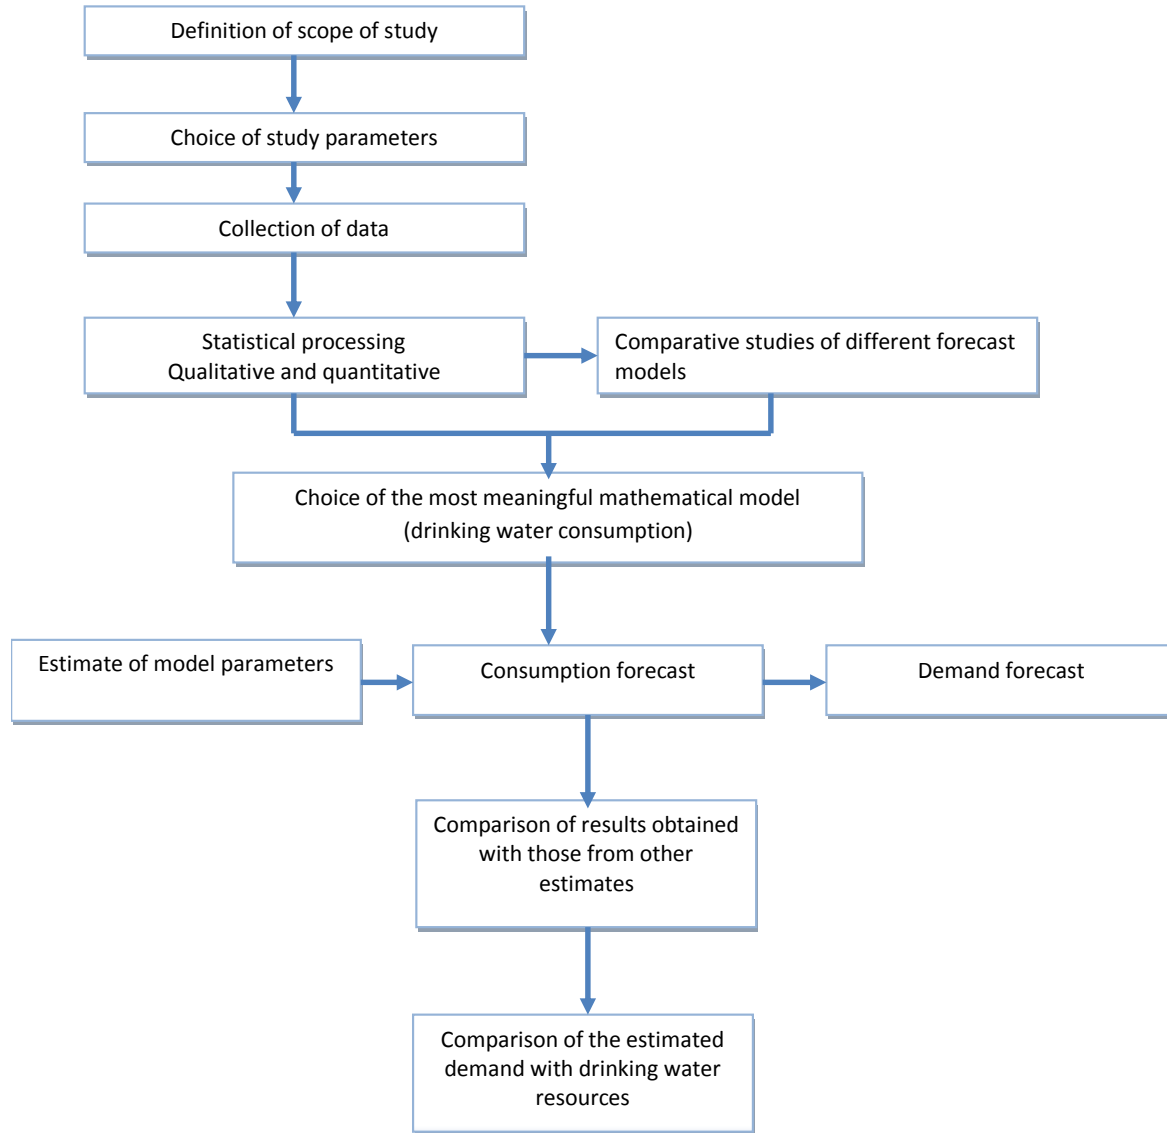 Definition of scope of study
Choice of study parameters
Collection of data
Statistical processing
Qualitative and quantitative
Comparative studies of different forecast
models
Choice of the most meaningful mathematical model
(drinking water consumption)
Estimate of model parameters
Consumption forecast
Demand forecast
Comparison of results obtained
with those from other
estimates
Comparison of the estimated
demand with drinking water
resources